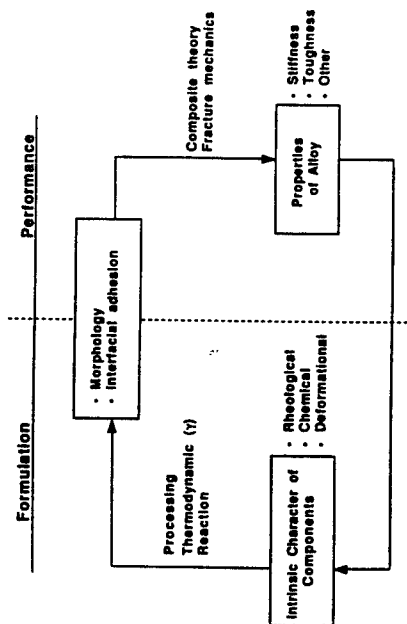 Formulation
Performance
• Morphology
• Interfacial adhesion
Processing
Thermodynamic (γ)
Reaction
Composite theory
Fracture mechanics
Intrinsic Character of
Components
• Rheological
• Chemical
• Deformational
Properties
of Alloy
• Stiffness
• Toughness
• Other